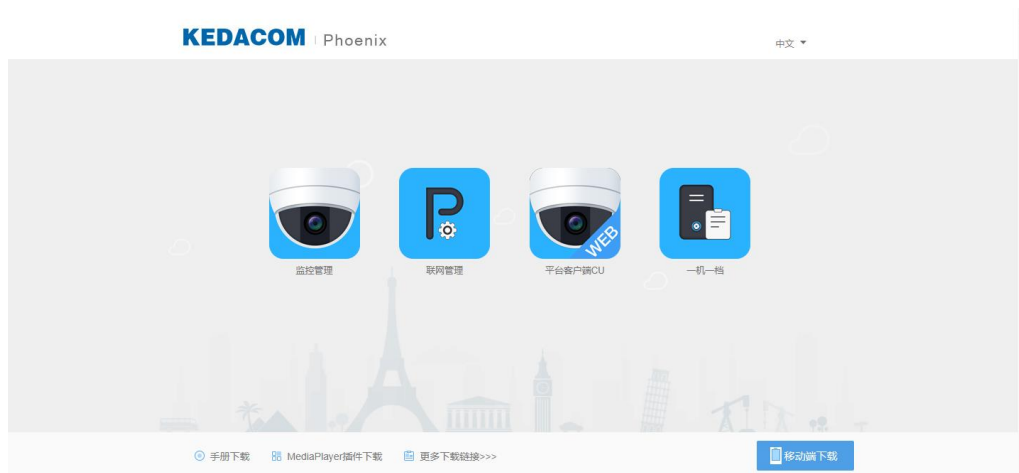 KEDACOM Phoenix
中文
WEB
监控管理 联网管理 平台客户端CU 一机一档
手册下载 MediaPlayer插件下载 更多下载链接>>> 移动端下载